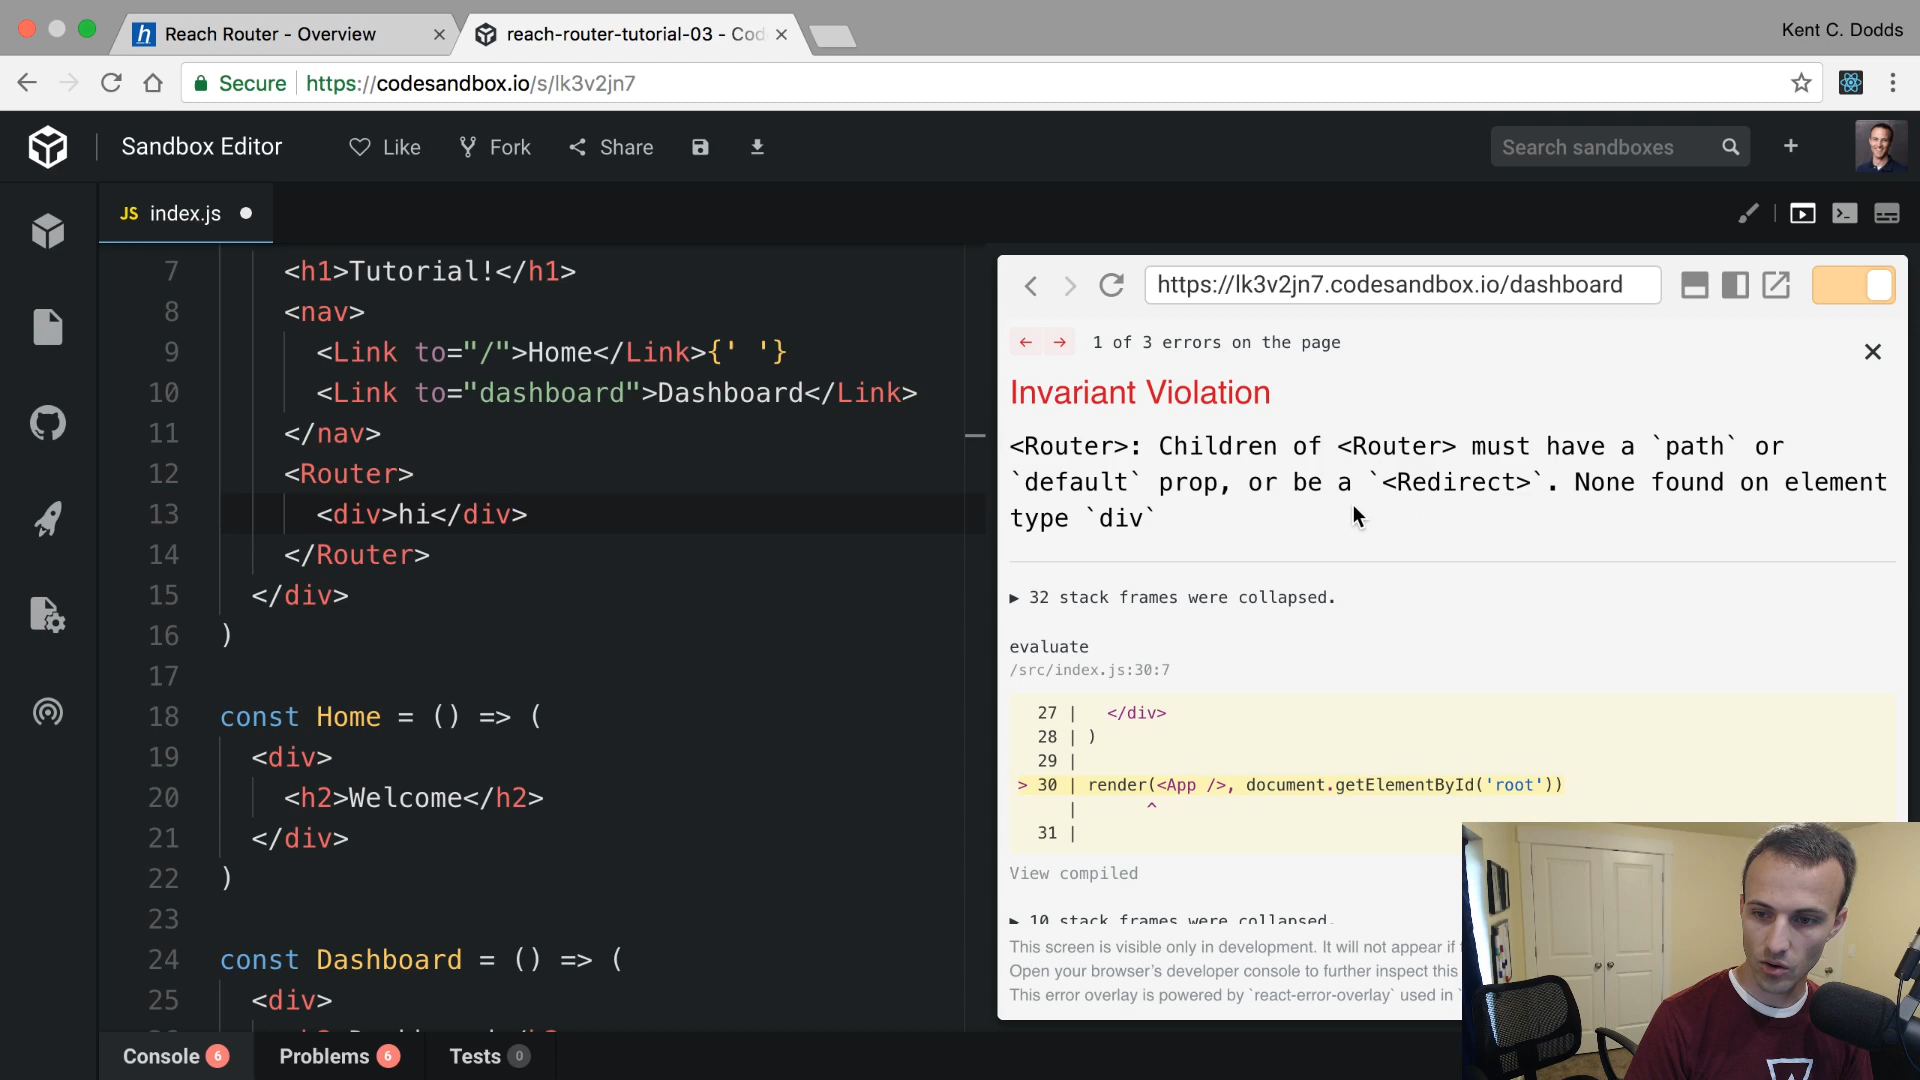 Reach Router - Overview
reach-router-tutorial-03 - Cod
Kent C. Dodds
Secure
https://codesandbox.io/s/lk3v2jn7
Sandbox Editor
Like
Fork
Share
Search sandboxes
JS index.js
7 <h1>Tutorial!</h1>
8 <nav>
9 <Link to="/">Home</Link>{' '}
10 <Link to="dashboard">Dashboard</Link>
11 </nav>
12 <Router>
13 <div>hi</div>
14 </Router>
15 </div>
16 )
17
18 const Home = () => (
19 <div>
20 <h2>Welcome</h2>
21 </div>
22 )
23
24 const Dashboard = () => (
25 <div>
Console 6
Problems 6
Tests 0
https://lk3v2jn7.codesandbox.io/dashboard
← → 1 of 3 errors on the page
Invariant Violation
<Router>: Children of <Router> must have a `path` or
`default` prop, or be a `<Redirect>`. None found on element
type `div`
▶ 32 stack frames were collapsed.
evaluate
/src/index.js:30:7
27 | </div>
28 | )
29 |
> 30 | render(<App />, document.getElementById('root'))
| ^
31 |
View compiled
▶ 10 stack frames were collapsed.
This screen is visible only in development. It will not appear if
Open your browser's developer console to further inspect this
This error overlay is powered by `react-error-overlay` used in `